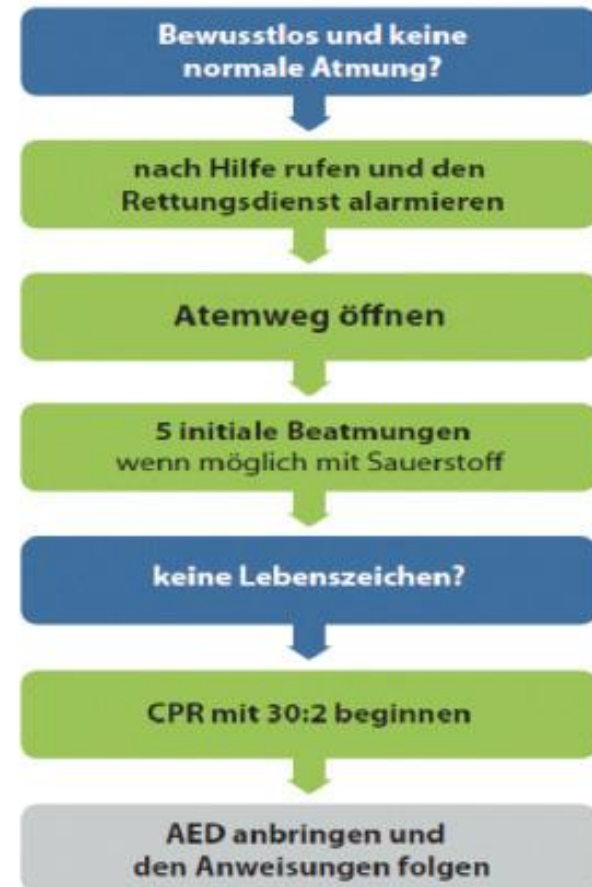 Bewusstlos und keine
normale Atmung?
nach Hilfe rufen und den
Rettungsdienst alarmieren
Atemweg öffnen
5 initiale Beatmungen
wenn möglich mit Sauerstoff
keine Lebenszeichen?
CPR mit 30:2 beginnen
AED anbringen und
den Anweisungen folgen